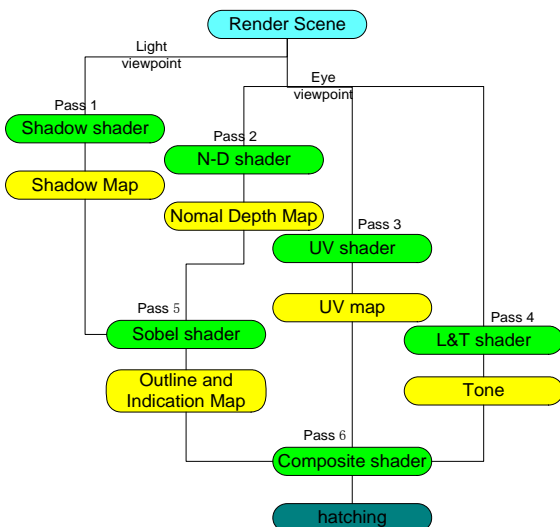 Render Scene
Light
viewpoint
Eye
viewpoint
Pass 1
Shadow shader
Pass 2
N-D shader
Shadow Map
Nomal Depth Map
Pass 3
UV shader
Pass 5
UV map
Pass 4
Sobel shader
L&T shader
Outline and
Indication Map
Tone
Pass 6
Composite shader
hatching